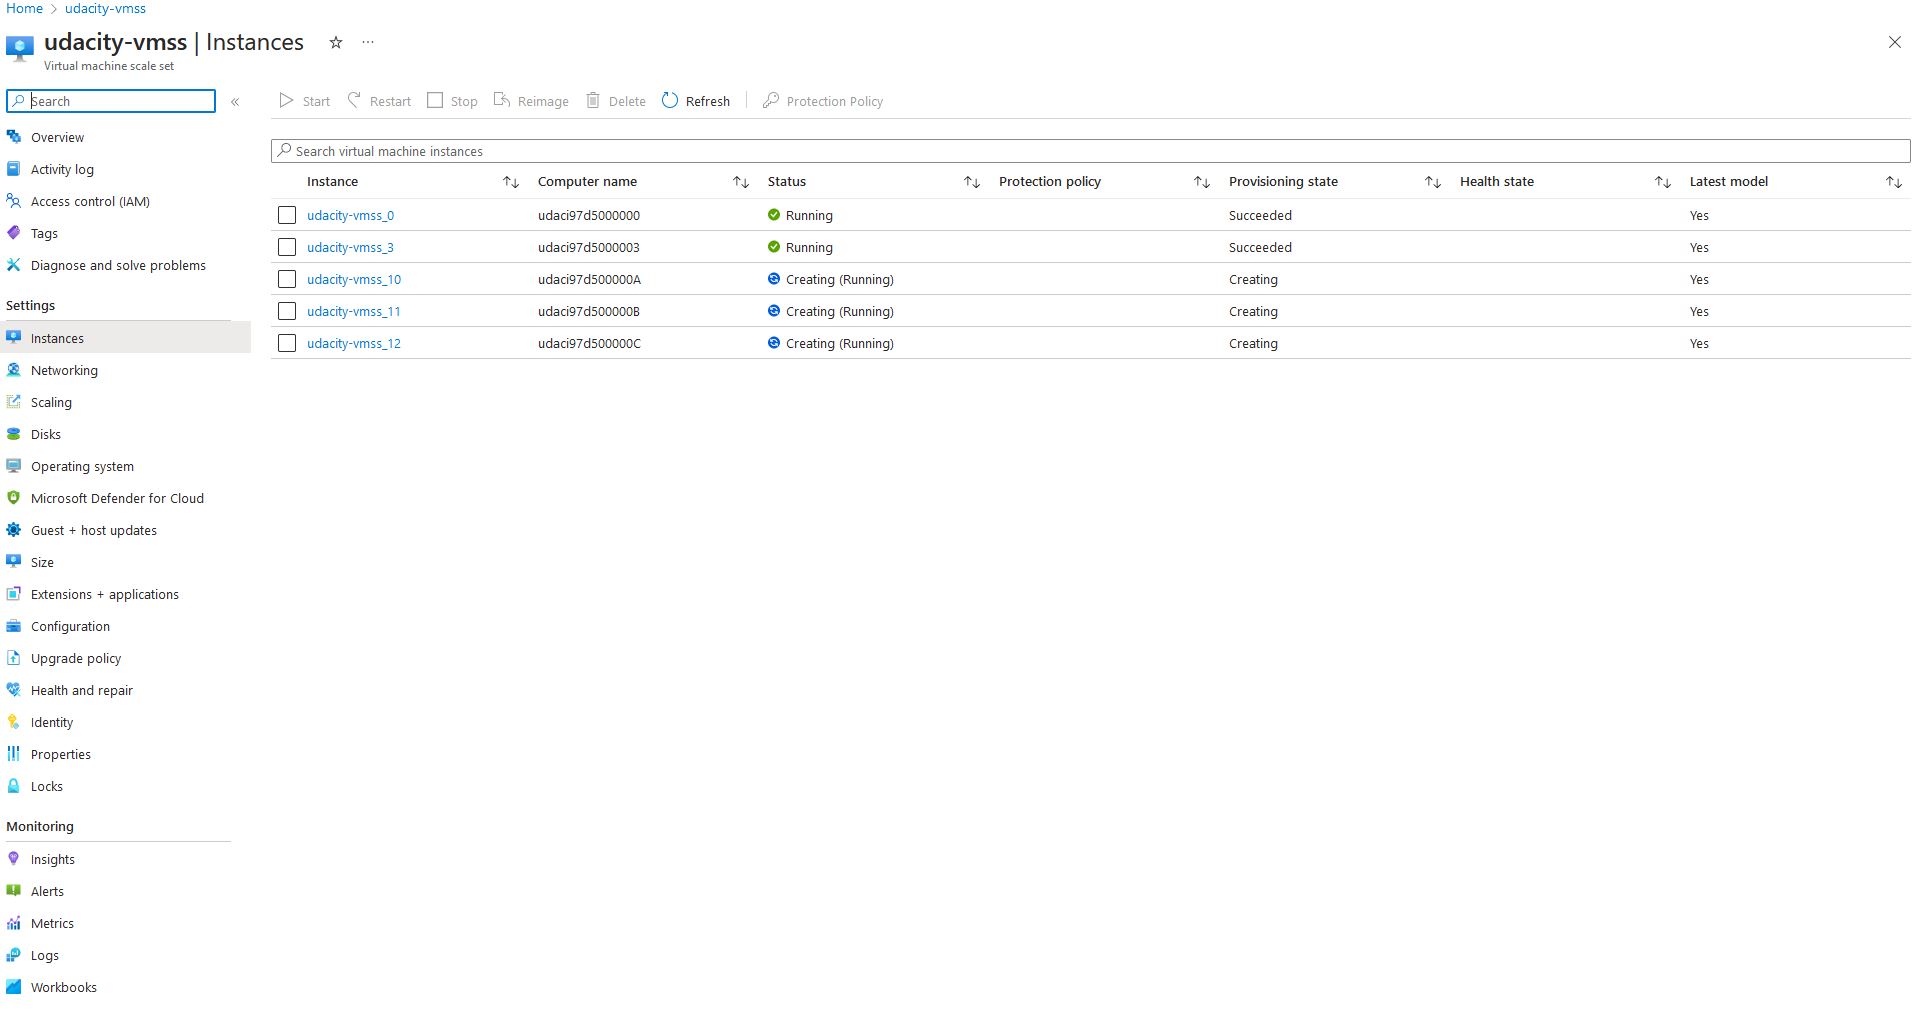 Home > udacity-vmss
udacity-vmss | Instances
Virtual machine scale set
Search
Overview
Activity log
Access control (IAM)
Tags
Diagnose and solve problems
Settings
Instances
Networking
Scaling
Disks
Operating system
Microsoft Defender for Cloud
Guest + host updates
Size
Extensions + applications
Configuration
Upgrade policy
Health and repair
Identity
Properties
Locks
Monitoring
Insights
Alerts
Metrics
Logs
Workbooks
Start Restart Stop Reimage Delete Refresh Protection Policy
Search virtual machine instances
Instance Computer name Status Protection policy Provisioning state Health state Latest model
udacity-vmss_0 udaci97d5000000 Running Succeeded Yes
udacity-vmss_3 udaci97d5000003 Running Succeeded Yes
udacity-vmss_10 udaci97d500000A Creating (Running) Creating Yes
udacity-vmss_11 udaci97d500000B Creating (Running) Creating Yes
udacity-vmss_12 udaci97d500000C Creating (Running) Creating Yes